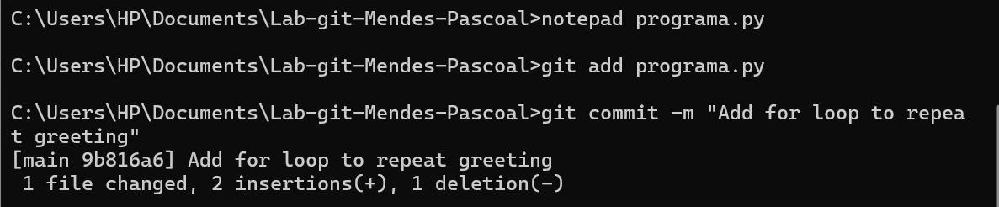 C:\Users\HP\Documents\Lab-git-Mendes-Pascoal>notepad programa.py
C:\Users\HP\Documents\Lab-git-Mendes-Pascoal>git add programa.py
C:\Users\HP\Documents\Lab-git-Mendes-Pascoal>git commit -m "Add for loop to repea
t greeting"
[main 9b816a6] Add for loop to repeat greeting
 1 file changed, 2 insertions(+), 1 deletion(-)